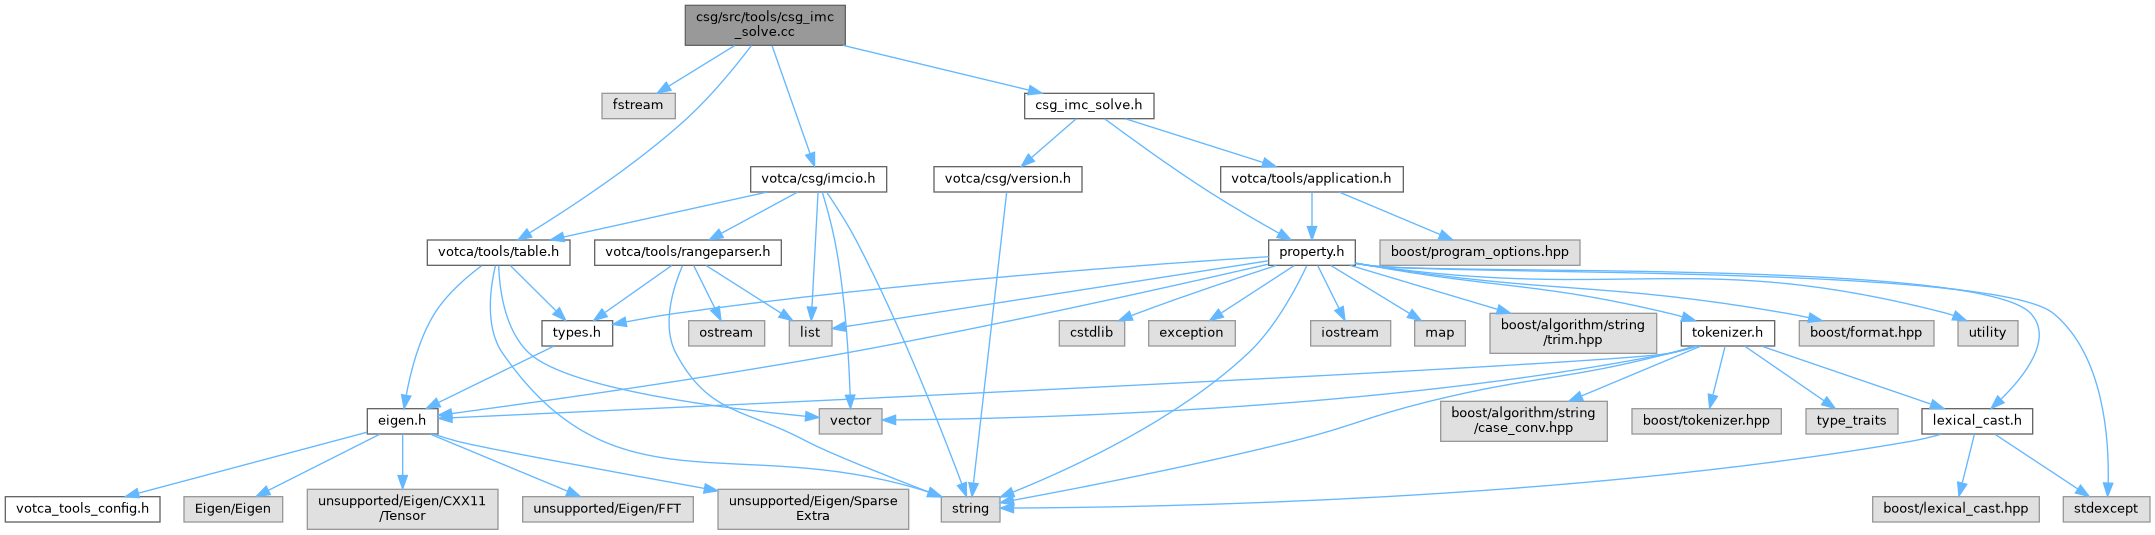 csg/src/tools/csg_imc
_solve.cc
fstream
csg_imc_solve.h
votca/csg/imcio.h
votca/csg/version.h
votca/tools/application.h
votca/tools/table.h
votca/tools/rangeparser.h
property.h
boost/program_options.hpp
types.h
ostream
list
cstdlib
exception
iostream
map
boost/algorithm/string
/trim.hpp
tokenizer.h
boost/format.hpp
utility
eigen.h
vector
boost/algorithm/string
/case_conv.hpp
boost/tokenizer.hpp
type_traits
lexical_cast.h
votca_tools_config.h
Eigen/Eigen
unsupported/Eigen/CXX11
/Tensor
unsupported/Eigen/FFT
unsupported/Eigen/Sparse
Extra
string
boost/lexical_cast.hpp
stdexcept